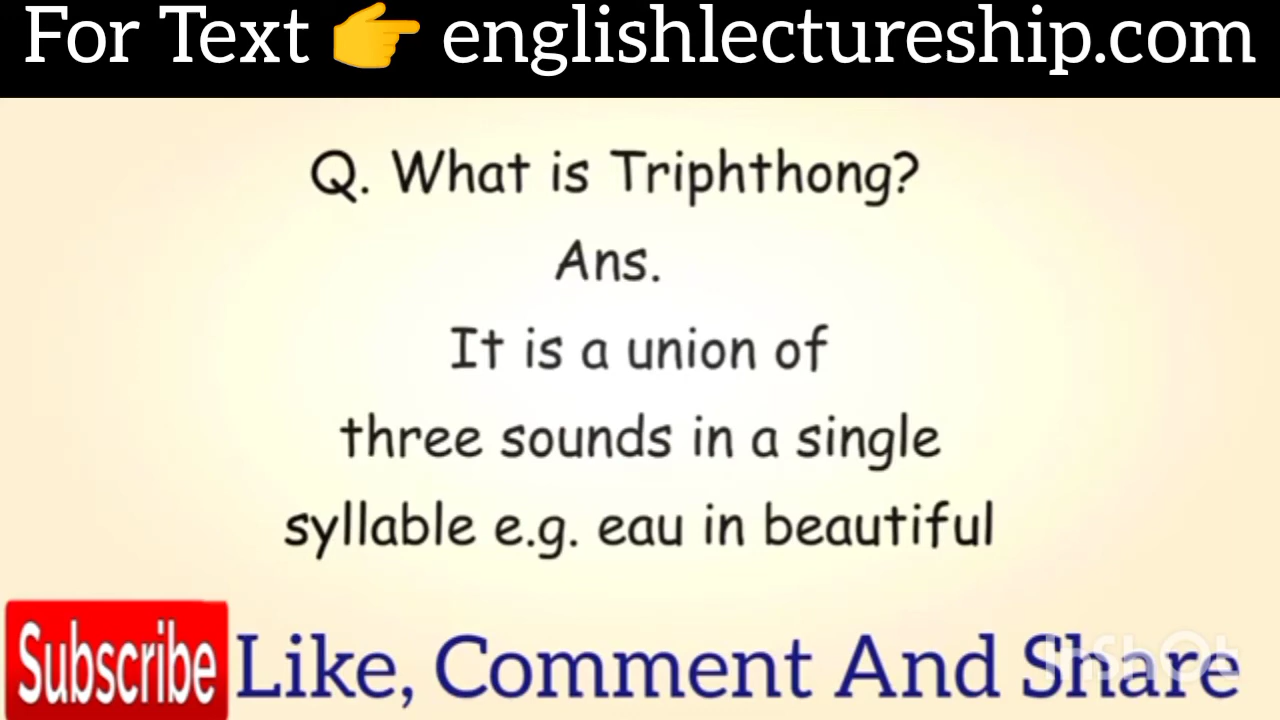 For Text 👉 englishlectureship.com
Q. What is Triphthong?
Ans.
It is a union of
three sounds in a single
syllable e.g. eau in beautiful
Subscribe Like, Comment And Share
InShOt